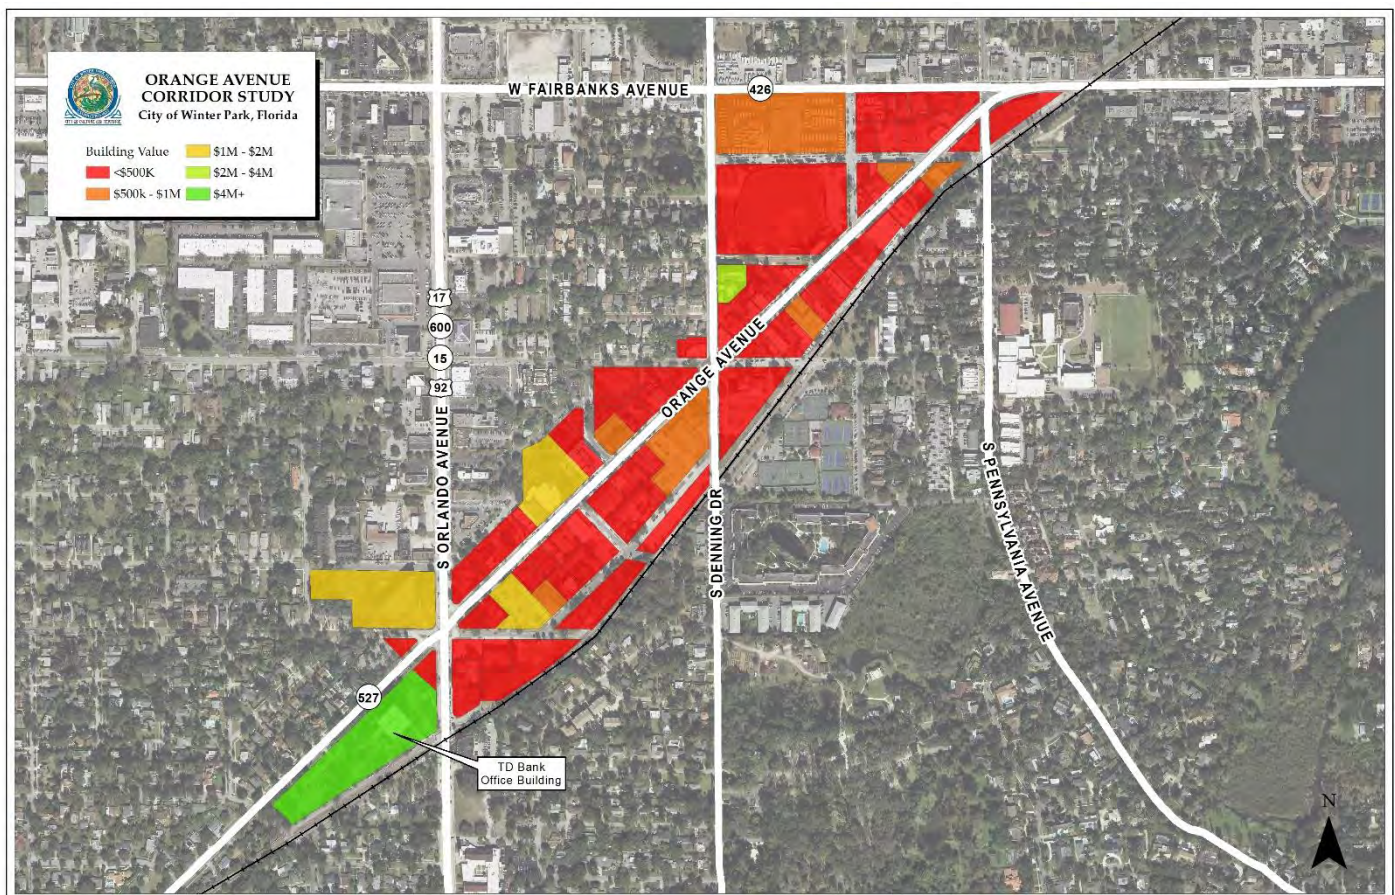 ORANGE AVENUE
CORRIDOR STUDY
City of Winter Park, Florida
Building Value
<$500K
$500k - $1M
$1M - $2M
$2M - $4M
$4M+
W FAIRBANKS AVENUE
426
17
600
15
92
S ORLANDO AVENUE
ORANGE AVENUE
S DENNING DR
S PENNSYLVANIA AVENUE
527
TD Bank
Office Building
N